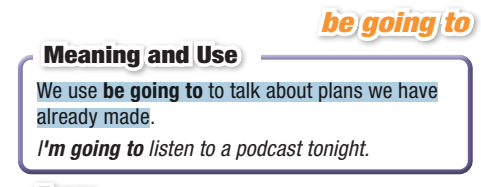 be going to
Meaning and Use
We use be going to to talk about plans we have
already made.
I'm going to listen to a podcast tonight.